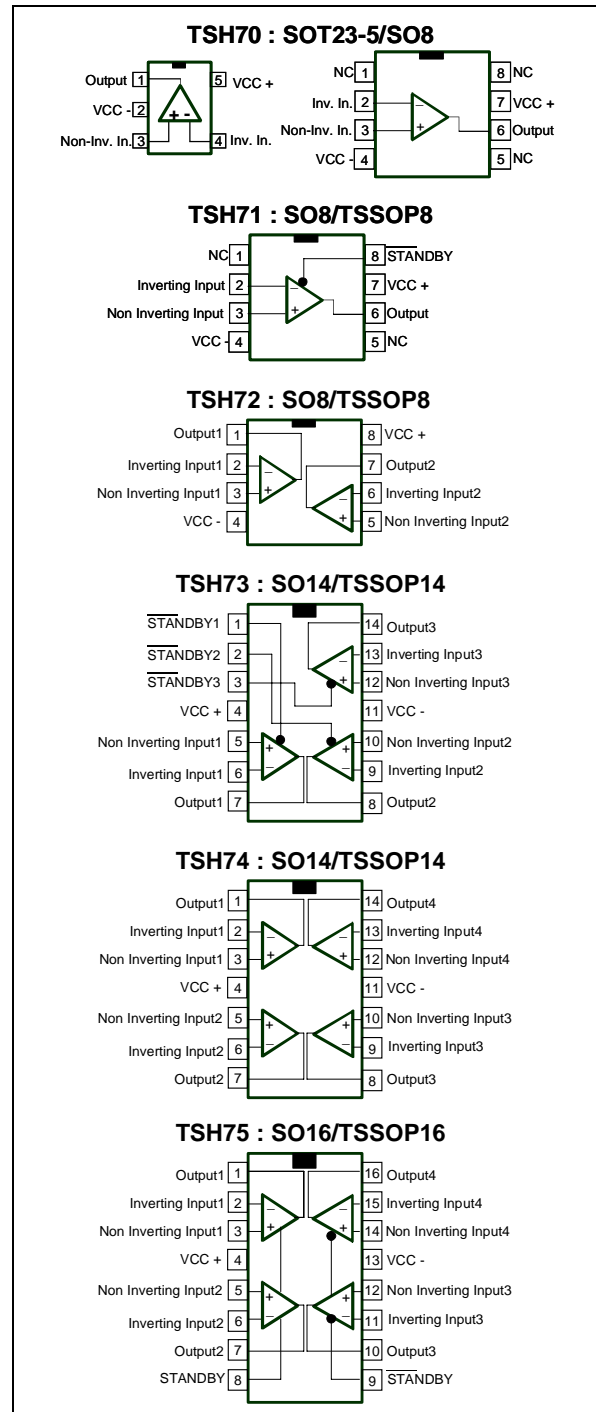 TSH70 : SOT23-5/SO8
Output 1 5 VCC +
VCC - 2
Non-Inv. In. 3 4 Inv. In.
+ -
NC 1 8 NC
Inv. In. 2 _ 7 VCC +
Non-Inv. In. 3 + 6 Output
VCC - 4 5 NC
TSH71 : SO8/TSSOP8
NC 1 8 STANDBY
Inverting Input 2 _ 7 VCC +
Non Inverting Input 3 + 6 Output
VCC - 4 5 NC
TSH72 : SO8/TSSOP8
Output1 1 8 VCC +
Inverting Input1 2 _ 7 Output2
Non Inverting Input1 3 + _ 6 Inverting Input2
VCC - 4 + 5 Non Inverting Input2
TSH73 : SO14/TSSOP14
STANDBY1 1 14 Output3
STANDBY2 2 _ 13 Inverting Input3
STANDBY3 3 + 12 Non Inverting Input3
VCC + 4 11 VCC -
Non Inverting Input1 5 + + 10 Non Inverting Input2
Inverting Input1 6 _ _ 9 Inverting Input2
Output1 7 8 Output2
TSH74 : SO14/TSSOP14
Output1 1 14 Output4
Inverting Input1 2 _ _ 13 Inverting Input4
Non Inverting Input1 3 + + 12 Non Inverting Input4
VCC + 4 11 VCC -
Non Inverting Input2 5 + + 10 Non Inverting Input3
Inverting Input2 6 _ _ 9 Inverting Input3
Output2 7 8 Output3
TSH75 : SO16/TSSOP16
Output1 1 16 Output4
Inverting Input1 2 _ _ 15 Inverting Input4
Non Inverting Input1 3 + + 14 Non Inverting Input4
VCC + 4 13 VCC -
Non Inverting Input2 5 + + 12 Non Inverting Input3
Inverting Input2 6 _ _ 11 Inverting Input3
Output2 7 10 Output3
STANDBY 8 9 STANDBY